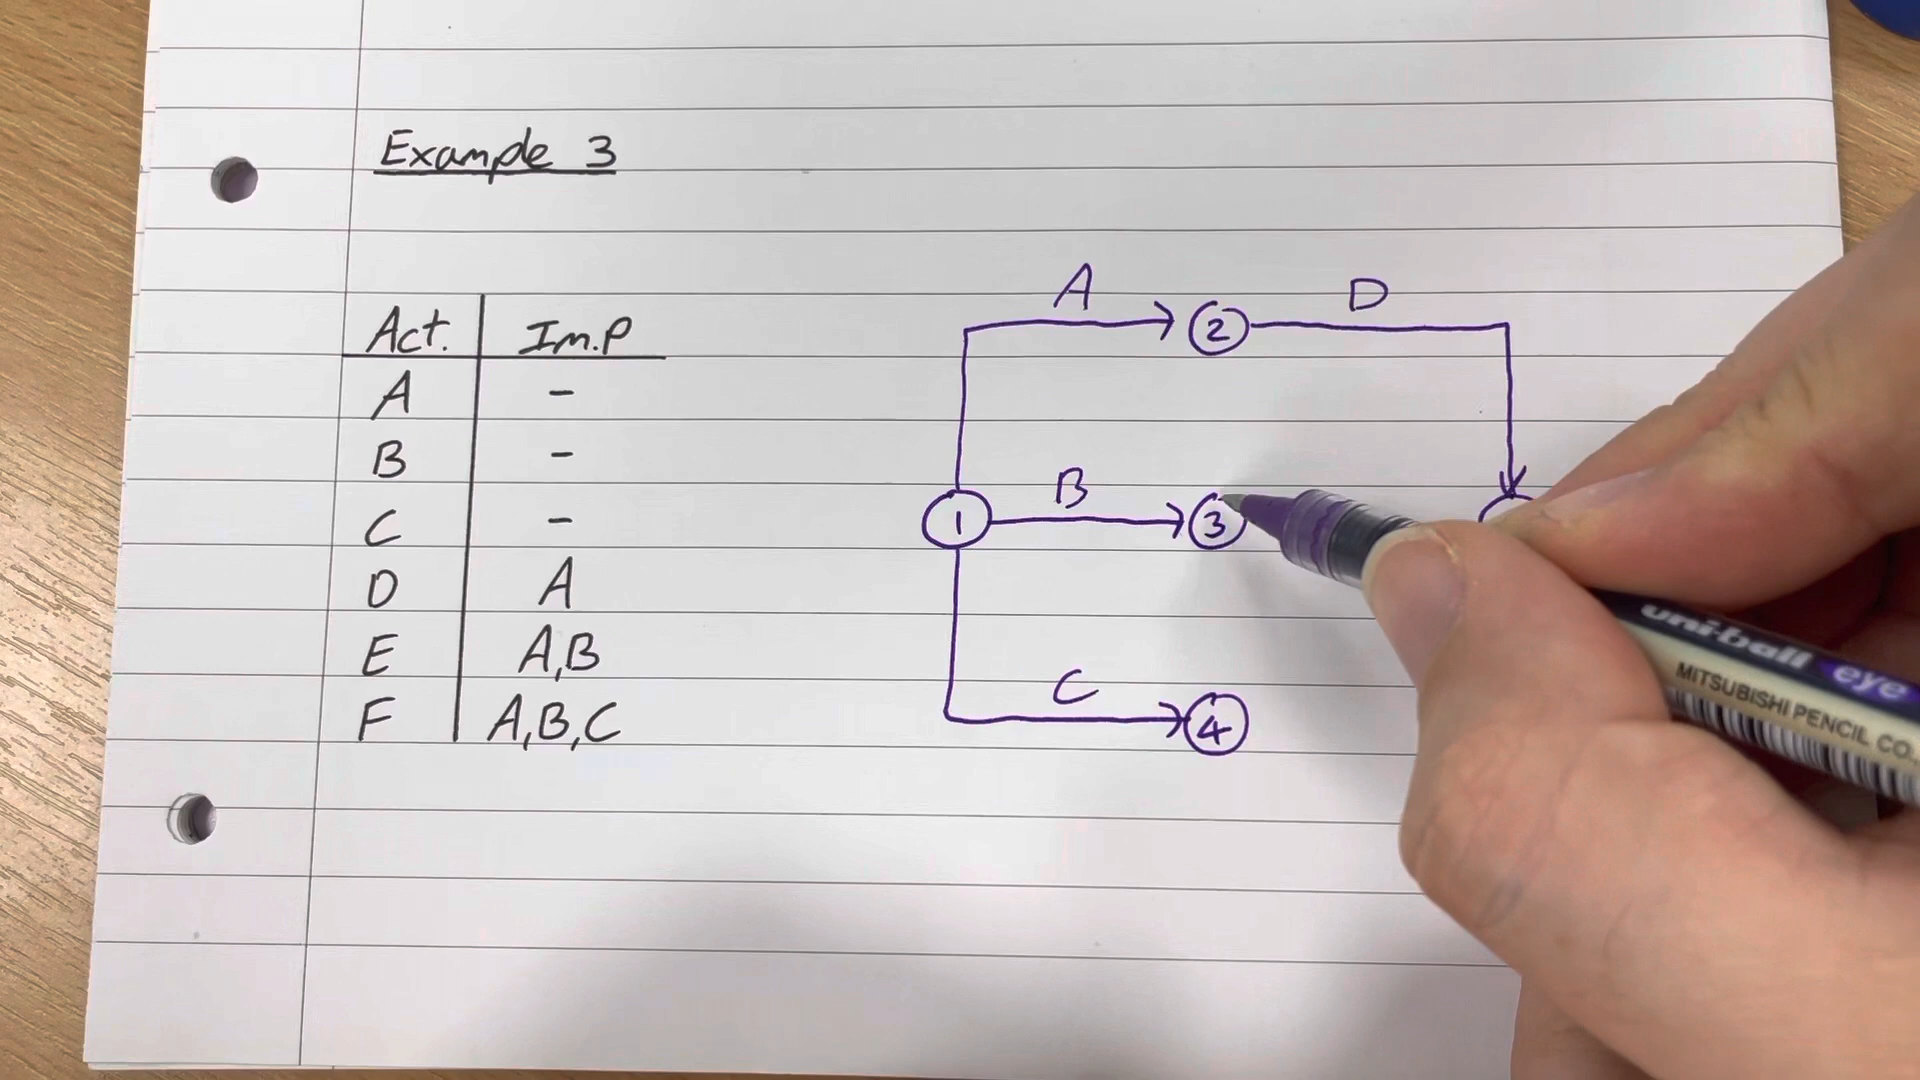 Example 3
Act. Im.P
A -
B -
C -
D A
E A,B
F A,B,C
A
2
D
B
1
3
C
4
uni-ball eye
MITSUBISHI PENCIL CO.,